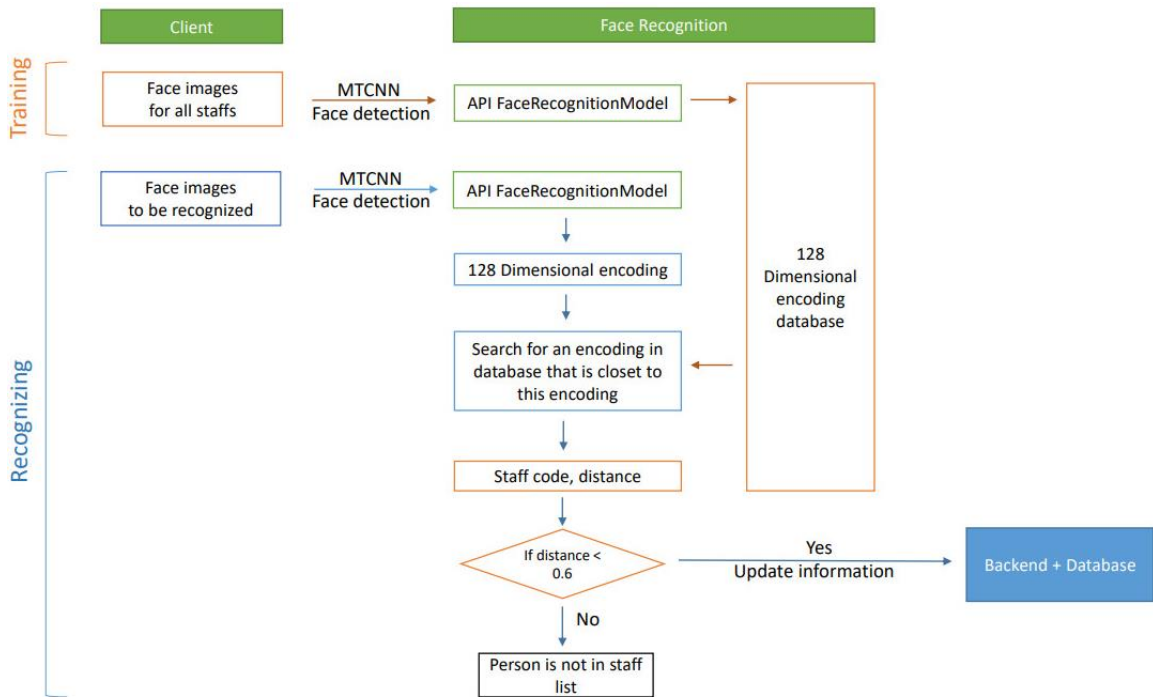 Client
Face Recognition
Training
Face images
for all staffs
MTCNN
Face detection
API FaceRecognitionModel
Recognizing
Face images
to be recognized
MTCNN
Face detection
API FaceRecognitionModel
128 Dimensional encoding
128
Dimensional
encoding
database
Search for an encoding in
database that is closet to
this encoding
Staff code, distance
If distance <
0.6
Yes
Update information
Backend + Database
No
Person is not in staff
list